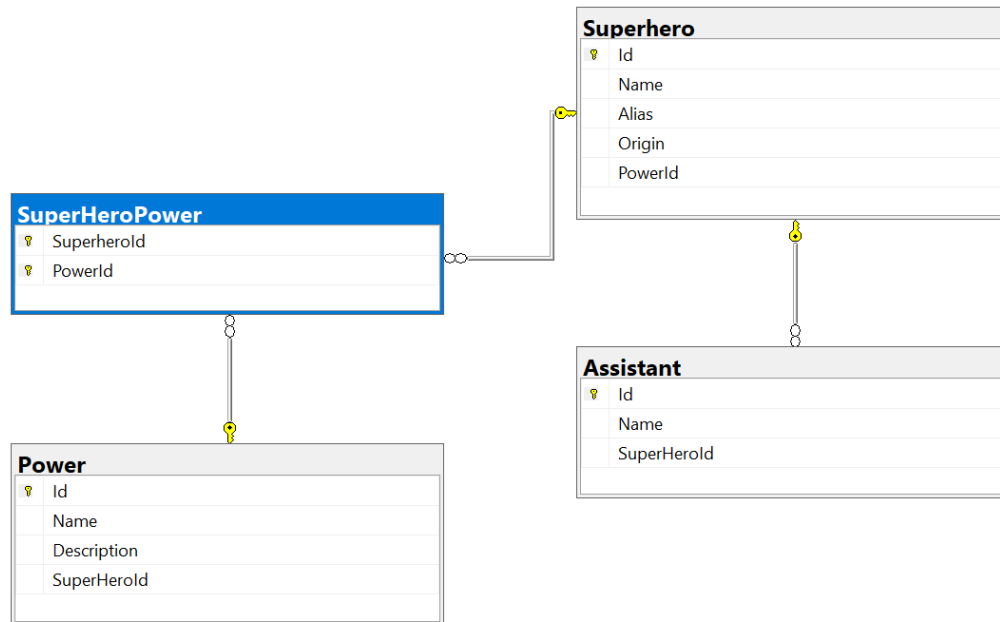 Superhero
Id
Name
Alias
Origin
PowerId
SuperHeroPower
SuperheroId
PowerId
Assistant
Id
Name
SuperHeroId
Power
Id
Name
Description
SuperHeroId